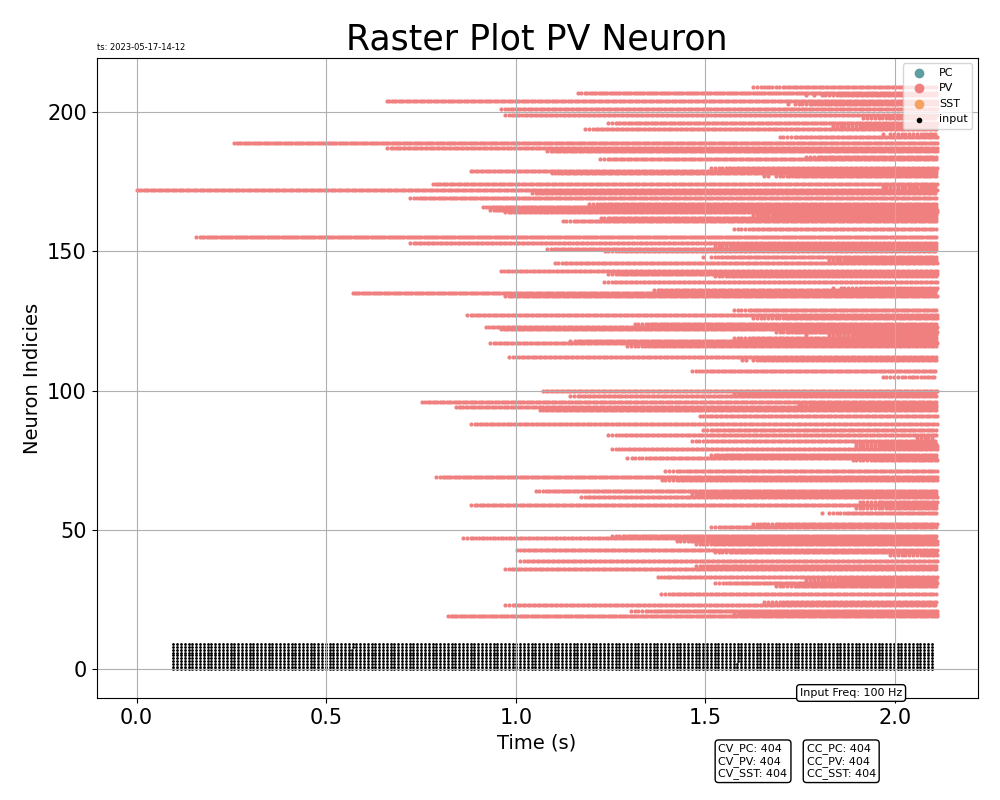 Raster Plot PV Neuron
ts: 2023-05-17-14-12
PC
PV
SST
input
200
150
100
50
0
Neuron Indicies
0.0 0.5 1.0 1.5 2.0
Time (s)
Input Freq: 100 Hz
CV_PC: 404
CV_PV: 404
CV_SST: 404
CC_PC: 404
CC_PV: 404
CC_SST: 404